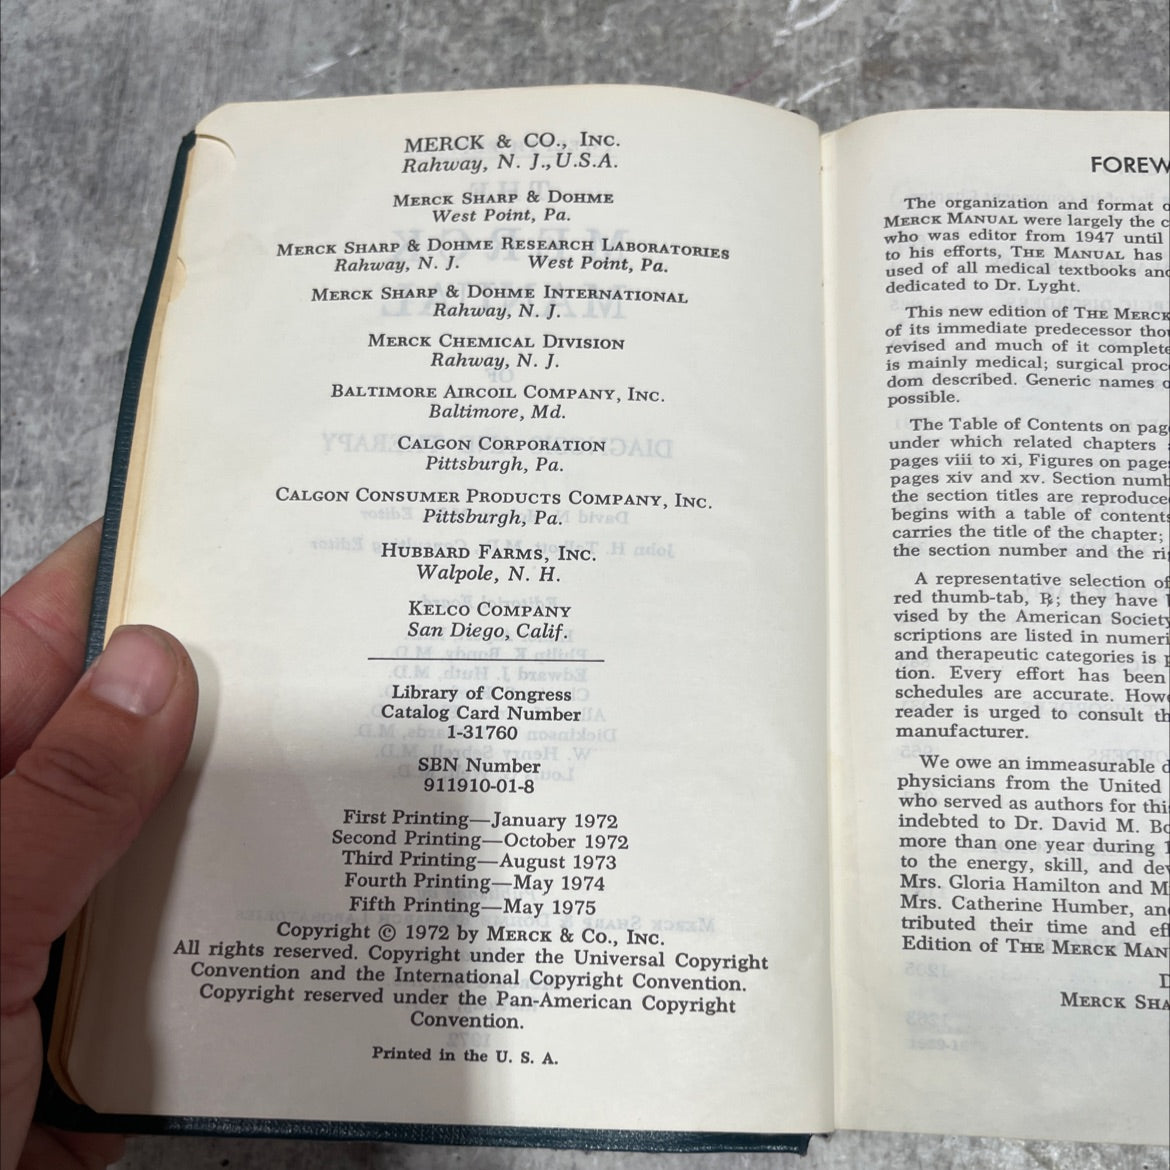 MERCK & CO., INC.
Rahway, N. J., U.S.A.
MERCK SHARP & DOHME
West Point, Pa.
MERCK SHARP & DOHME RESEARCH LABORATORIES
Rahway, N. J. West Point, Pa.
MERCK SHARP & DOHME INTERNATIONAL
Rahway, N. J.
MERCK CHEMICAL DIVISION
Rahway, N. J.
BALTIMORE AIRCOIL COMPANY, INC.
Baltimore, Md.
CALGON CORPORATION
Pittsburgh, Pa.
CALGON CONSUMER PRODUCTS COMPANY, INC.
Pittsburgh, Pa.
HUBBARD FARMS, INC.
Walpole, N. H.
KELCO COMPANY
San Diego, Calif.
Library of Congress
Catalog Card Number
1-31760
SBN Number
911910-01-8
First Printing—January 1972
Second Printing—October 1972
Third Printing—August 1973
Fourth Printing—May 1974
Fifth Printing—May 1975
Copyright © 1972 by MERCK & CO., INC.
All rights reserved. Copyright under the Universal Copyright
Convention and the International Copyright Convention.
Copyright reserved under the Pan-American Copyright
Convention.
Printed in the U. S. A.
FOREW
The organization and format o
MERCK MANUAL were largely the c
who was editor from 1947 until
to his efforts, THE MANUAL has
used of all medical textbooks and
dedicated to Dr. Lyght.
This new edition of THE MERCK
of its immediate predecessor thou
revised and much of it complete
is mainly medical; surgical proc
dom described. Generic names o
possible.
The Table of Contents on pag
under which related chapters
pages viii to xi, Figures on page
pages xiv and xv. Section numb
the section titles are reproduce
begins with a table of contents
carries the title of the chapter;
the section number and the ri
A representative selection of
red thumb-tab, ℞; they have
vised by the American Society
scriptions are listed in numeri
and therapeutic categories is p
tion. Every effort has been
schedules are accurate. Howe
reader is urged to consult th
manufacturer.
We owe an immeasurable d
physicians from the United
who served as authors for thi
indebted to Dr. David M. Bo
more than one year during 1
to the energy, skill, and dev
Mrs. Gloria Hamilton and M
Mrs. Catherine Humber, and
tributed their time and eff
Edition of THE MERCK MAN
D
MERCK SHA